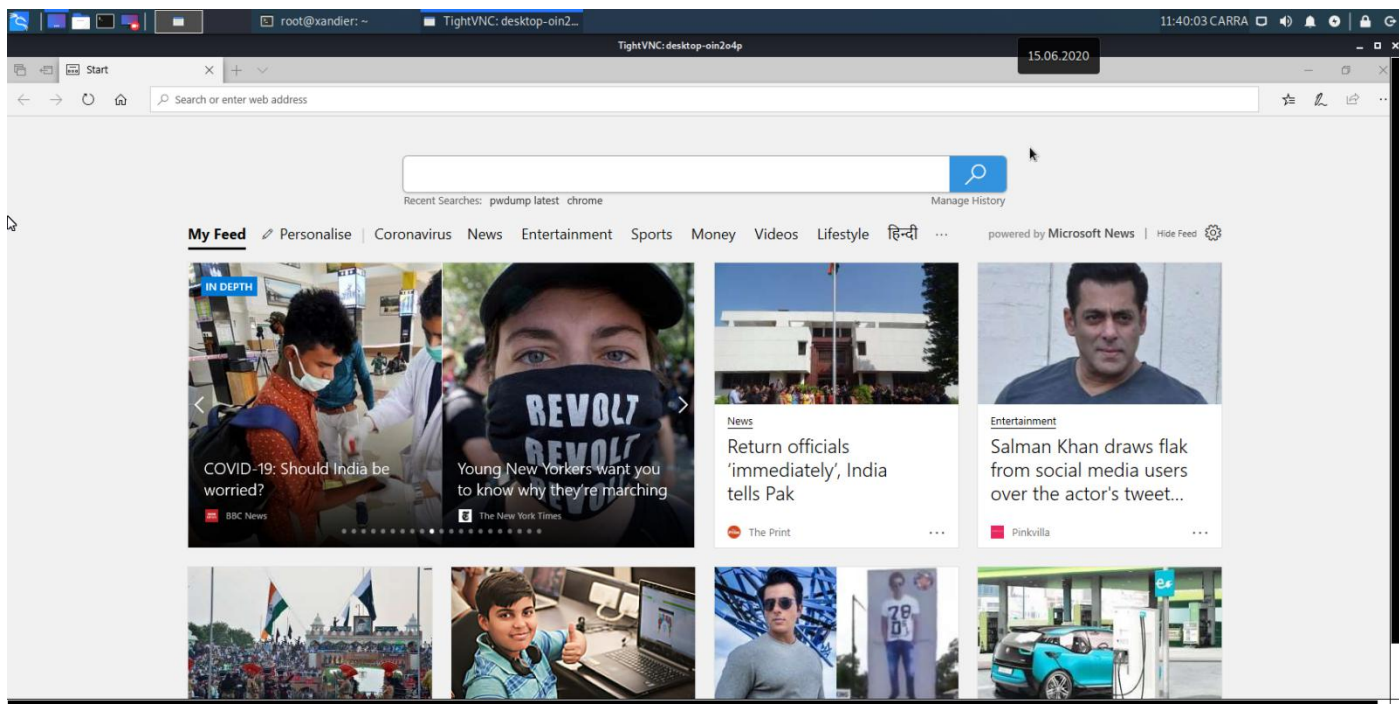 root@xandier: ~
TightVNC: desktop-oin2...
11:40:03 CARRA
TightVNC: desktop-oin2o4p
15.06.2020
Start
Search or enter web address
Recent Searches: pwdump latest chrome
Manage History
My Feed Personalise Coronavirus News Entertainment Sports Money Videos Lifestyle हिन्दी ... powered by Microsoft News Hide Feed
IN DEPTH
REVOLT
REVOLT
REVOLT
COVID-19: Should India be
worried?
BBC News
Young New Yorkers want you
to know why they're marching
The New York Times
News
Return officials
'immediately', India
tells Pak
The Print
Entertainment
Salman Khan draws flak
from social media users
over the actor's tweet...
Pinkvilla